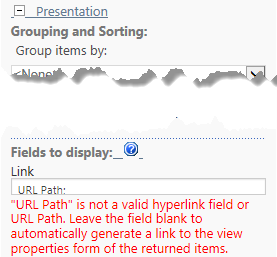 Presentation
Grouping and Sorting:
Group items by:
<None>
Fields to display:
Link
URL Path:
"URL Path" is not a valid hyperlink field or
URL Path. Leave the field blank to
automatically generate a link to the view
properties form of the returned items.